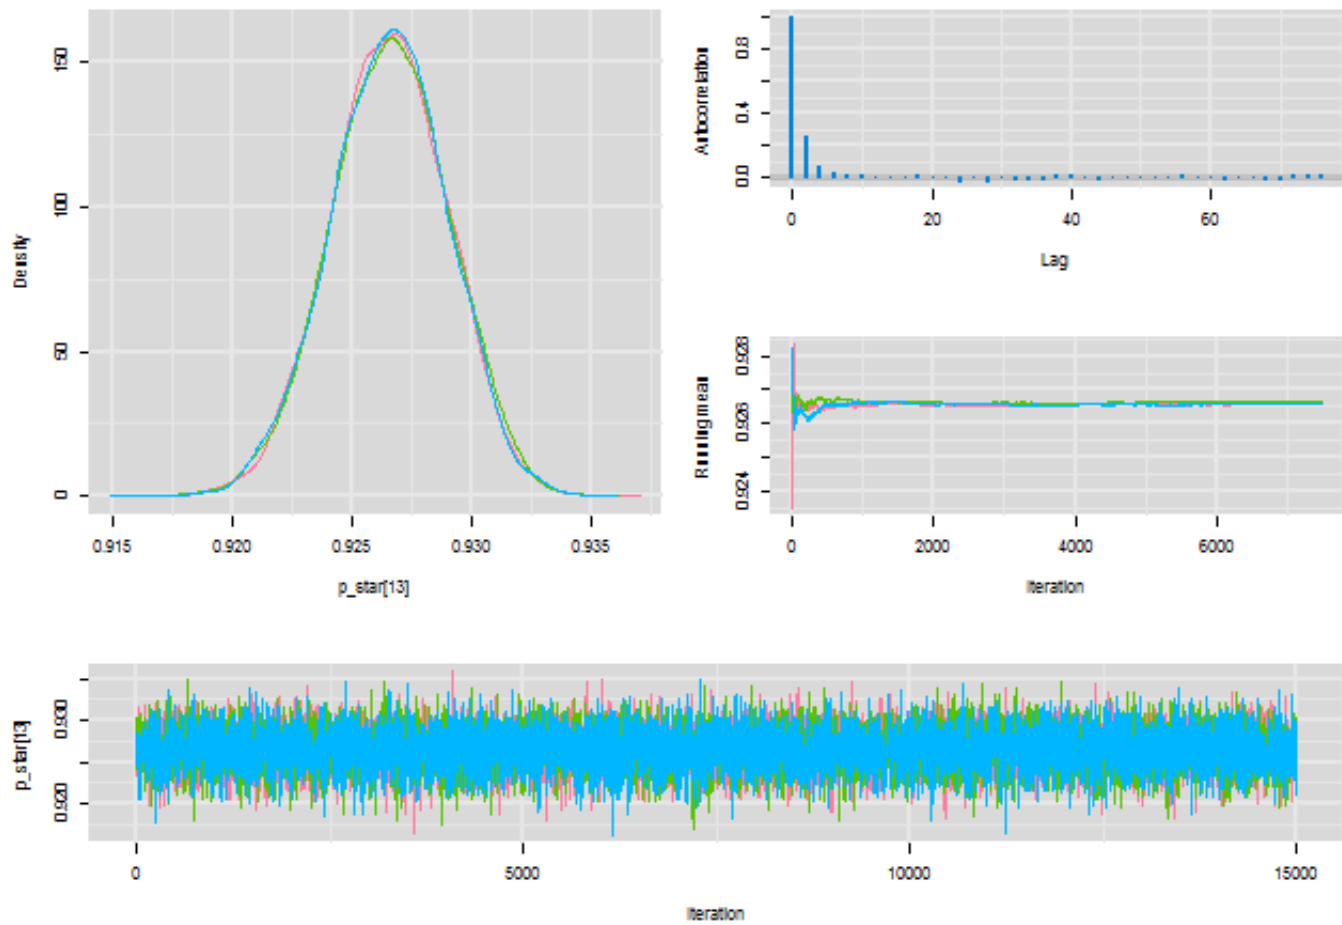 150
100
50
0
Density
0.915 0.920 0.925 0.930 0.935
p_star[13]
0.8
0.4
0.0
Autocorrelation
0 20 40 60
Lag
0.928
0.926
0.924
Running mean
0 2000 4000 6000
Iteration
0.930
0.920
p_star[13]
0 5000 10000 15000
Iteration